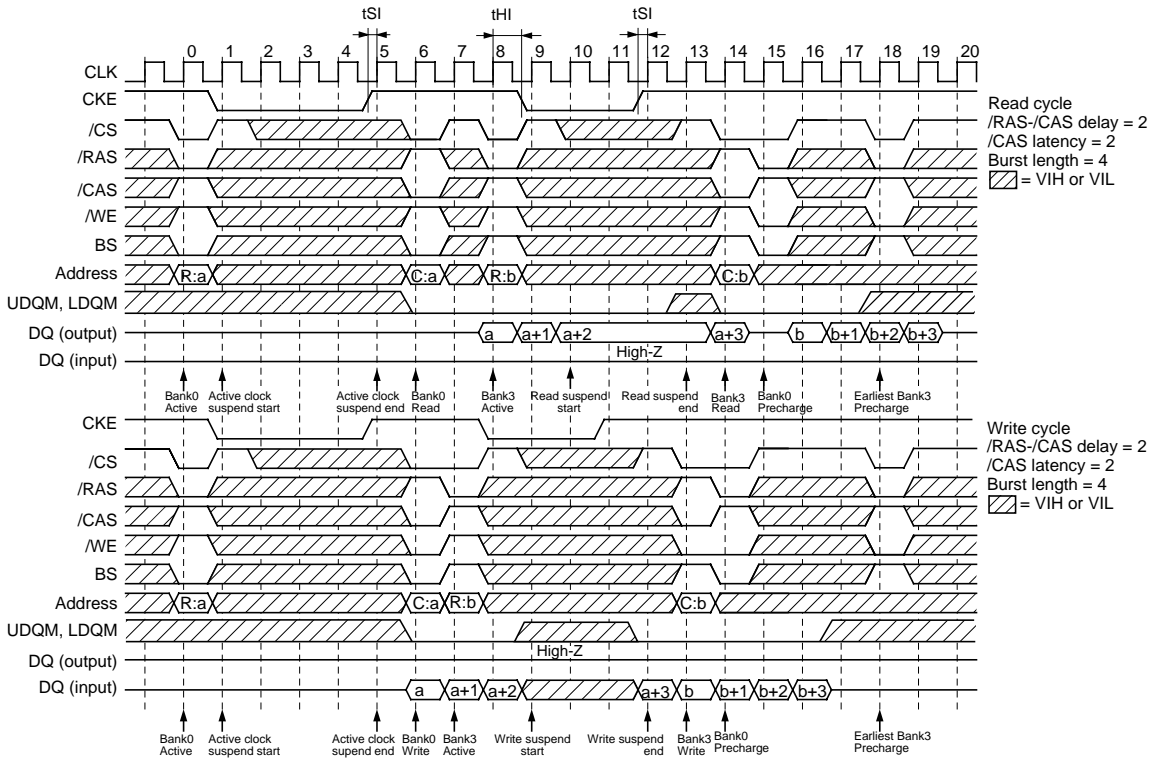 tSI tHI tSI
0 1 2 3 4 5 6 7 8 9 10 11 12 13 14 15 16 17 18 19 20
CLK
CKE
/CS
/RAS
/CAS
/WE
BS
Address R:a C:a R:b C:b
UDQM, LDQM
DQ (output) a a+1 a+2 a+3 b b+1 b+2 b+3
High-Z
DQ (input)
Read cycle
/RAS-/CAS delay = 2
/CAS latency = 2
Burst length = 4
= VIH or VIL
Bank0
Active
Active clock
suspend start
Active clock
suspend end
Bank0
Read
Bank3
Active
Read suspend
start
Read suspend
end
Bank3
Read
Bank0
Precharge
Earliest Bank3
Precharge
CKE
/CS
/RAS
/CAS
/WE
BS
Address R:a C:a R:b C:b
UDQM, LDQM
High-Z
DQ (output)
DQ (input) a a+1 a+2 a+3 b b+1 b+2 b+3
Write cycle
/RAS-/CAS delay = 2
/CAS latency = 2
Burst length = 4
= VIH or VIL
Bank0
Active
Active clock
suspend start
Active clock
supend end
Bank0
Write
Bank3
Active
Write suspend
start
Write suspend
end
Bank3
Write
Bank0
Precharge
Earliest Bank3
Precharge